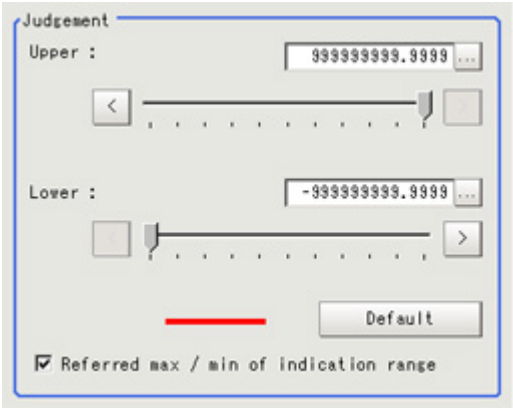 Judgement
Upper :
999999999.9999 ...
< >
Lower :
-999999999.9999 ...
< >
Default
Referred max / min of indication range